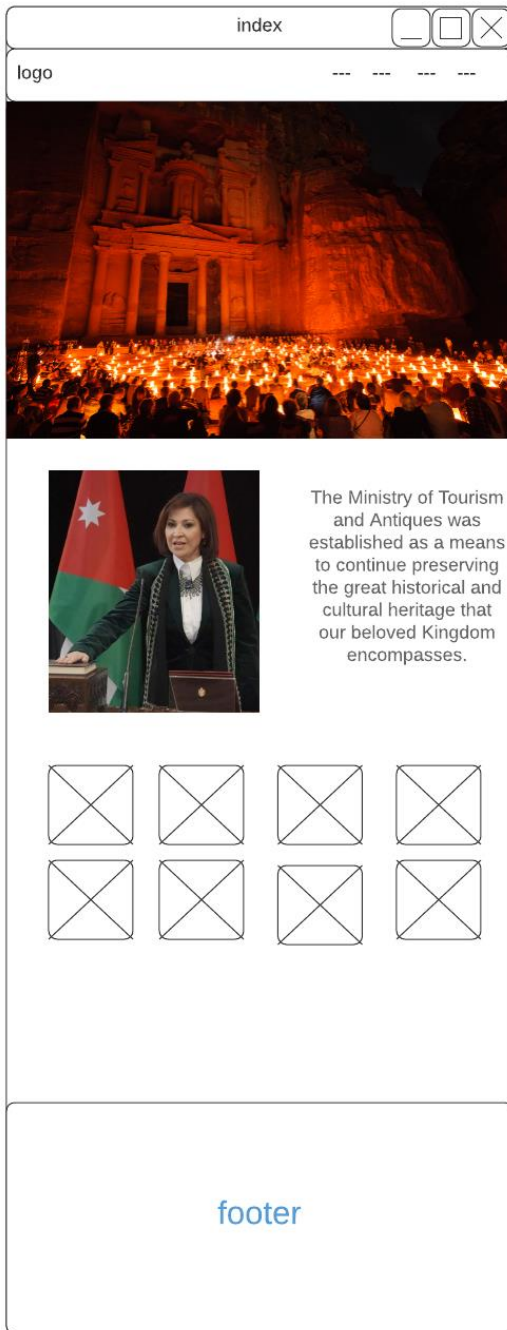 index
logo --- --- --- ---
The Ministry of Tourism
and Antiques was
established as a means
to continue preserving
the great historical and
cultural heritage that
our beloved Kingdom
encompasses.
footer